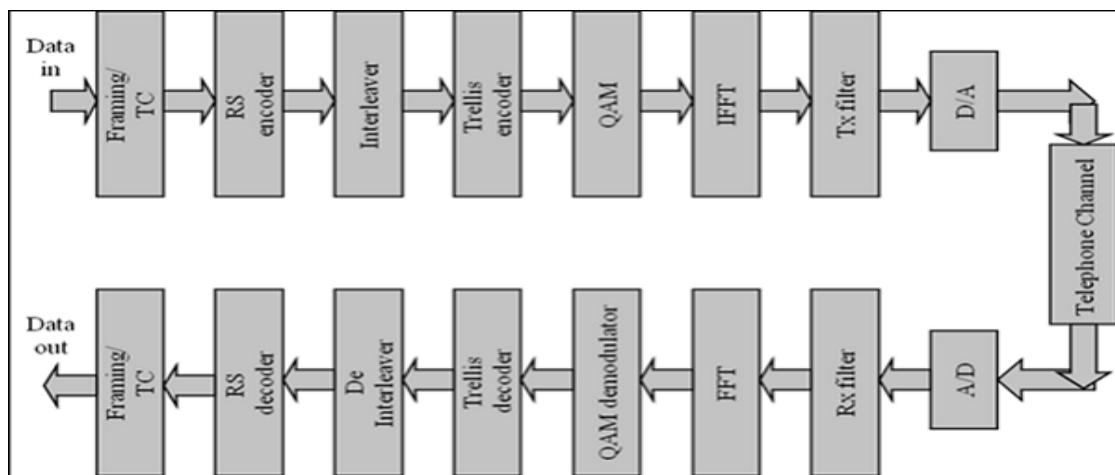 Data
in
Framing/
TC
RS
encoder
Interleaver
Trellis
encoder
QAM
IFFT
Tx filter
D/A
Telephone Channel
Data
out
Framing/
TC
RS
decoder
De
Interleaver
Trellis
decoder
QAM demodulator
FFT
Rx filter
A/D